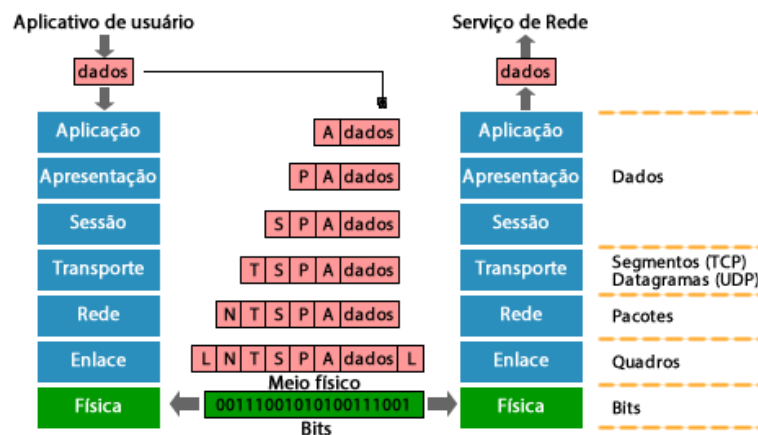 Aplicativo de usuário
Serviço de Rede
dados
dados
Aplicação
A dados
Aplicação
Apresentação
P A dados
Apresentação
Dados
Sessão
S P A dados
Sessão
Transporte
T S P A dados
Transporte
Segmentos (TCP)
Datagramas (UDP)
Rede
N T S P A dados
Rede
Pacotes
Enlace
L N T S P A dados L
Enlace
Quadros
Meio físico
Física
00111001010100111001
Física
Bits
Bits